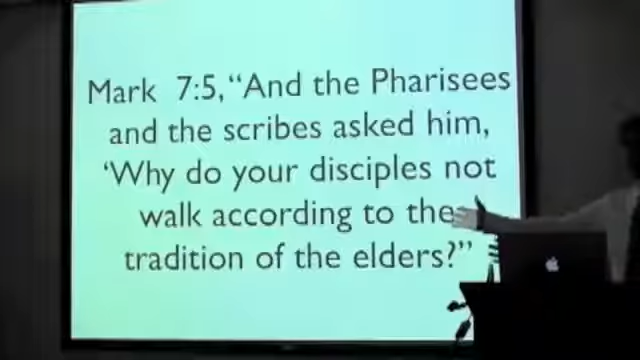 Mark 7:5, “And the Pharisees
and the scribes asked him,
‘Why do your disciples not
walk according to the
tradition of the elders?”